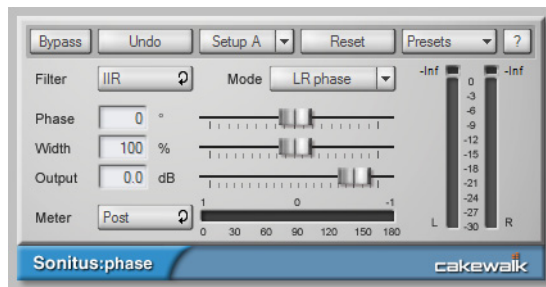 Bypass Undo Setup A Reset Presets ?
Filter IIR Mode LR phase
-Inf 0 -Inf
-3
-6
-9
-12
-15
-18
-21
-24
-27
-30
L R
Phase 0 °
Width 100 %
Output 0.0 dB
1 0 -1
Meter Post
0 30 60 90 120 150 180
Sonitus:phase cakewalk